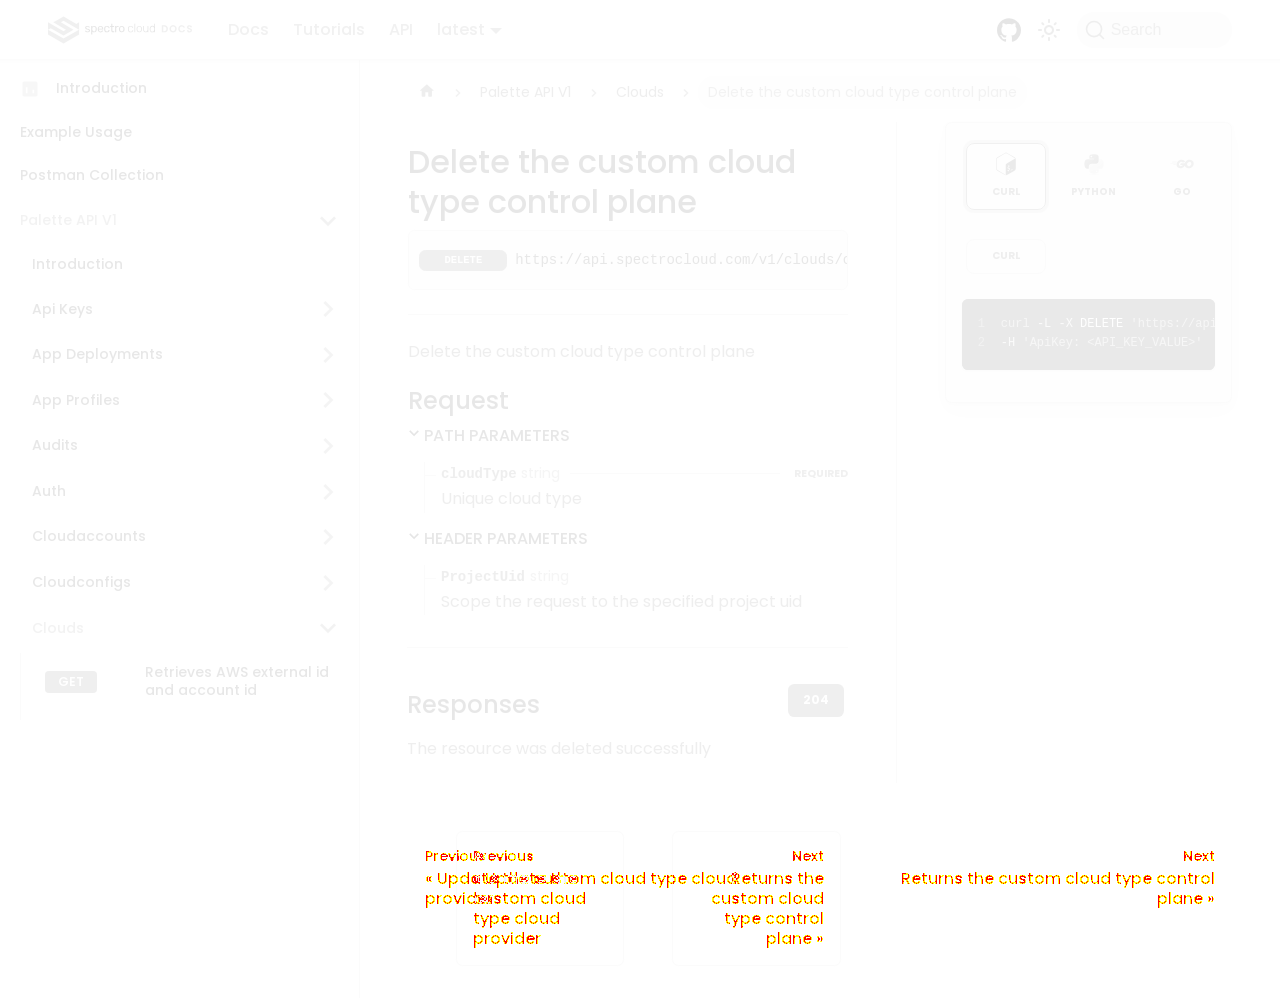 spectro cloud DOCS Docs Tutorials API latest Search
Introduction
Example Usage
Postman Collection
Palette API V1
Introduction
Api Keys
App Deployments
App Profiles
Audits
Auth
Cloudaccounts
Cloudconfigs
Clouds
GET Retrieves AWS external id
and account id
Palette API V1 Clouds Delete the custom cloud type control plane
Delete the custom cloud
type control plane
DELETE https://api.spectrocloud.com/v1/clouds/
Delete the custom cloud type control plane
Request
PATH PARAMETERS
cloudType string REQUIRED
Unique cloud type
HEADER PARAMETERS
ProjectUid string
Scope the request to the specified project uid
Responses 204
The resource was deleted successfully
CURL PYTHON GO
CURL
1 curl -L -X DELETE 'https://api
2 -H 'ApiKey: <API_KEY_VALUE>'
Previous Previous Next Next
custom cloud type cloud
providers
custom cloud
type cloud
provider
Returns the
custom cloud
type control
plane »
Returns the custom cloud type control
plane »